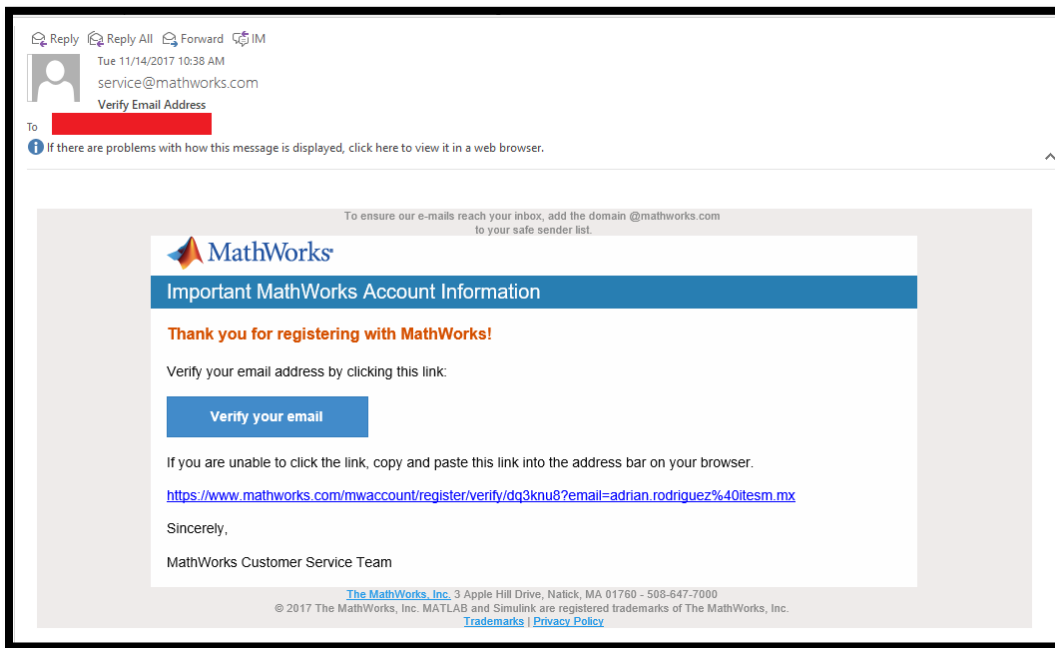 Reply Reply All Forward IM
Tue 11/14/2017 10:38 AM
service@mathworks.com
Verify Email Address
To
If there are problems with how this message is displayed, click here to view it in a web browser.
To ensure our e-mails reach your inbox, add the domain @mathworks.com
to your safe sender list.
MathWorks®
Important MathWorks Account Information
Thank you for registering with MathWorks!
Verify your email address by clicking this link:
Verify your email
If you are unable to click the link, copy and paste this link into the address bar on your browser.
https://www.mathworks.com/mwaccount/register/verify/dq3knu8?email=adrian.rodriguez%40itesm.mx
Sincerely,
MathWorks Customer Service Team
The MathWorks, Inc. 3 Apple Hill Drive, Natick, MA 01760 - 508-647-7000
© 2017 The MathWorks, Inc. MATLAB and Simulink are registered trademarks of The MathWorks, Inc.
Trademarks | Privacy Policy